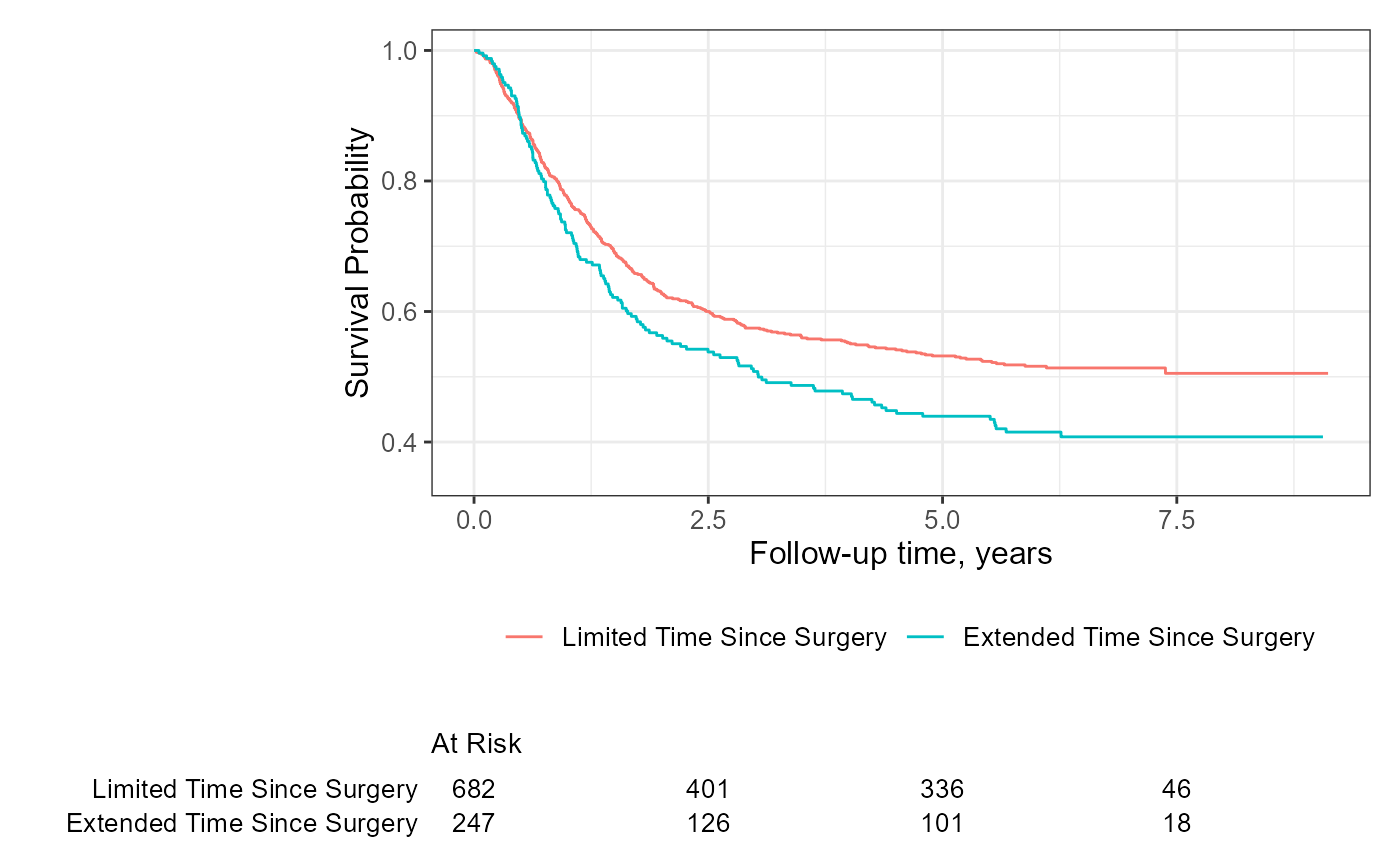 1.0
0.8
0.6
0.4
Survival Probability
0.0 2.5 5.0 7.5
Follow-up time, years
Limited Time Since Surgery Extended Time Since Surgery
At Risk
Limited Time Since Surgery 682 401 336 46
Extended Time Since Surgery 247 126 101 18